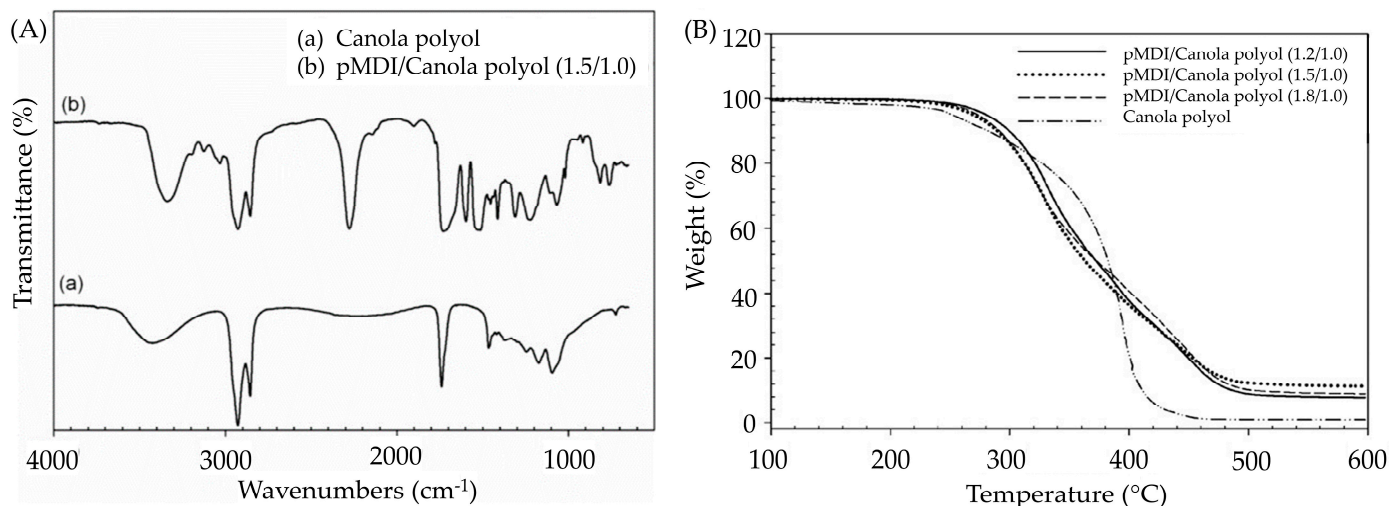 (A)
(a) Canola polyol
(b) pMDI/Canola polyol (1.5/1.0)
(b)
(a)
Transmittance (%)
4000 3000 2000 1000
Wavenumbers (cm-1)
(B)
120
100
80
60
40
20
0
pMDI/Canola polyol (1.2/1.0)
pMDI/Canola polyol (1.5/1.0)
pMDI/Canola polyol (1.8/1.0)
Canola polyol
Weight (%)
100 200 300 400 500 600
Temperature (°C)